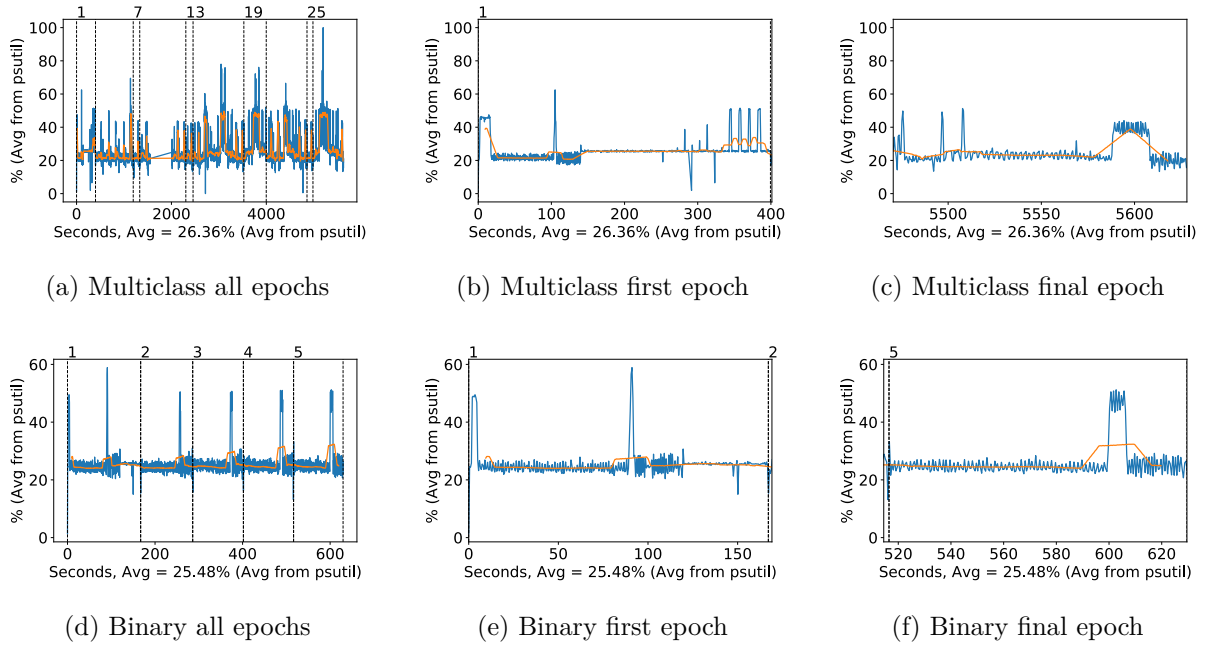 1 7 13 19 25
100
80
60
40
20
0
% (Avg from psutil)
0 2000 4000
Seconds, Avg = 26.36% (Avg from psutil)
(a) Multiclass all epochs
1
100
80
60
40
20
0
% (Avg from psutil)
0 100 200 300 400
Seconds, Avg = 26.36% (Avg from psutil)
(b) Multiclass first epoch
100
80
60
40
20
0
% (Avg from psutil)
5500 5550 5600
Seconds, Avg = 26.36% (Avg from psutil)
(c) Multiclass final epoch
1 2 3 4 5
60
40
20
0
% (Avg from psutil)
0 200 400 600
Seconds, Avg = 25.48% (Avg from psutil)
(d) Binary all epochs
1 2
60
40
20
0
% (Avg from psutil)
0 50 100 150
Seconds, Avg = 25.48% (Avg from psutil)
(e) Binary first epoch
5
60
40
20
0
% (Avg from psutil)
520 540 560 580 600 620
Seconds, Avg = 25.48% (Avg from psutil)
(f) Binary final epoch